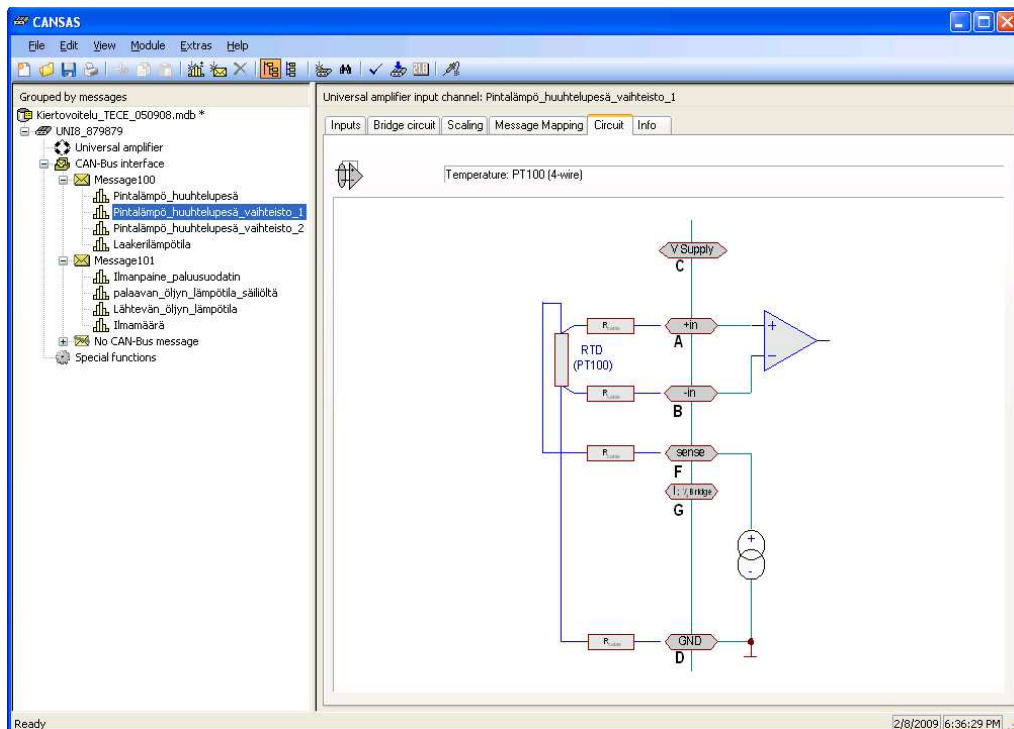 CANSAS
File Edit View Module Extras Help
Grouped by messages
Kiertovoitelu_TECE_050908.mdb *
UNI8_879879
Universal amplifier
CAN-Bus interface
Message100
Pintalämpö_huuhtelupesä
Pintalämpö_huuhtelupesä_vaihteisto_1
Pintalämpö_huuhtelupesä_vaihteisto_2
Laakerilämpötila
Message101
Ilmanpaine_paluusuodatin
palaavan_öljyn_lämpötila_säiliöltä
Lähtevän_öljyn_lämpötila
Ilmamäärä
No CAN-Bus message
Special functions
Universal amplifier input channel: Pintalämpö_huuhtelupesä_vaihteisto_1
Inputs Bridge circuit Scaling Message Mapping Circuit Info
Temperature: PT100 (4-wire)
V Supply
C
R +in +
A
RTD
(PT100)
R -in -
B
R sense
F
I: ¼ Bridge
G
+
-
R GND
D
Ready 2/8/2009 6:36:29 PM